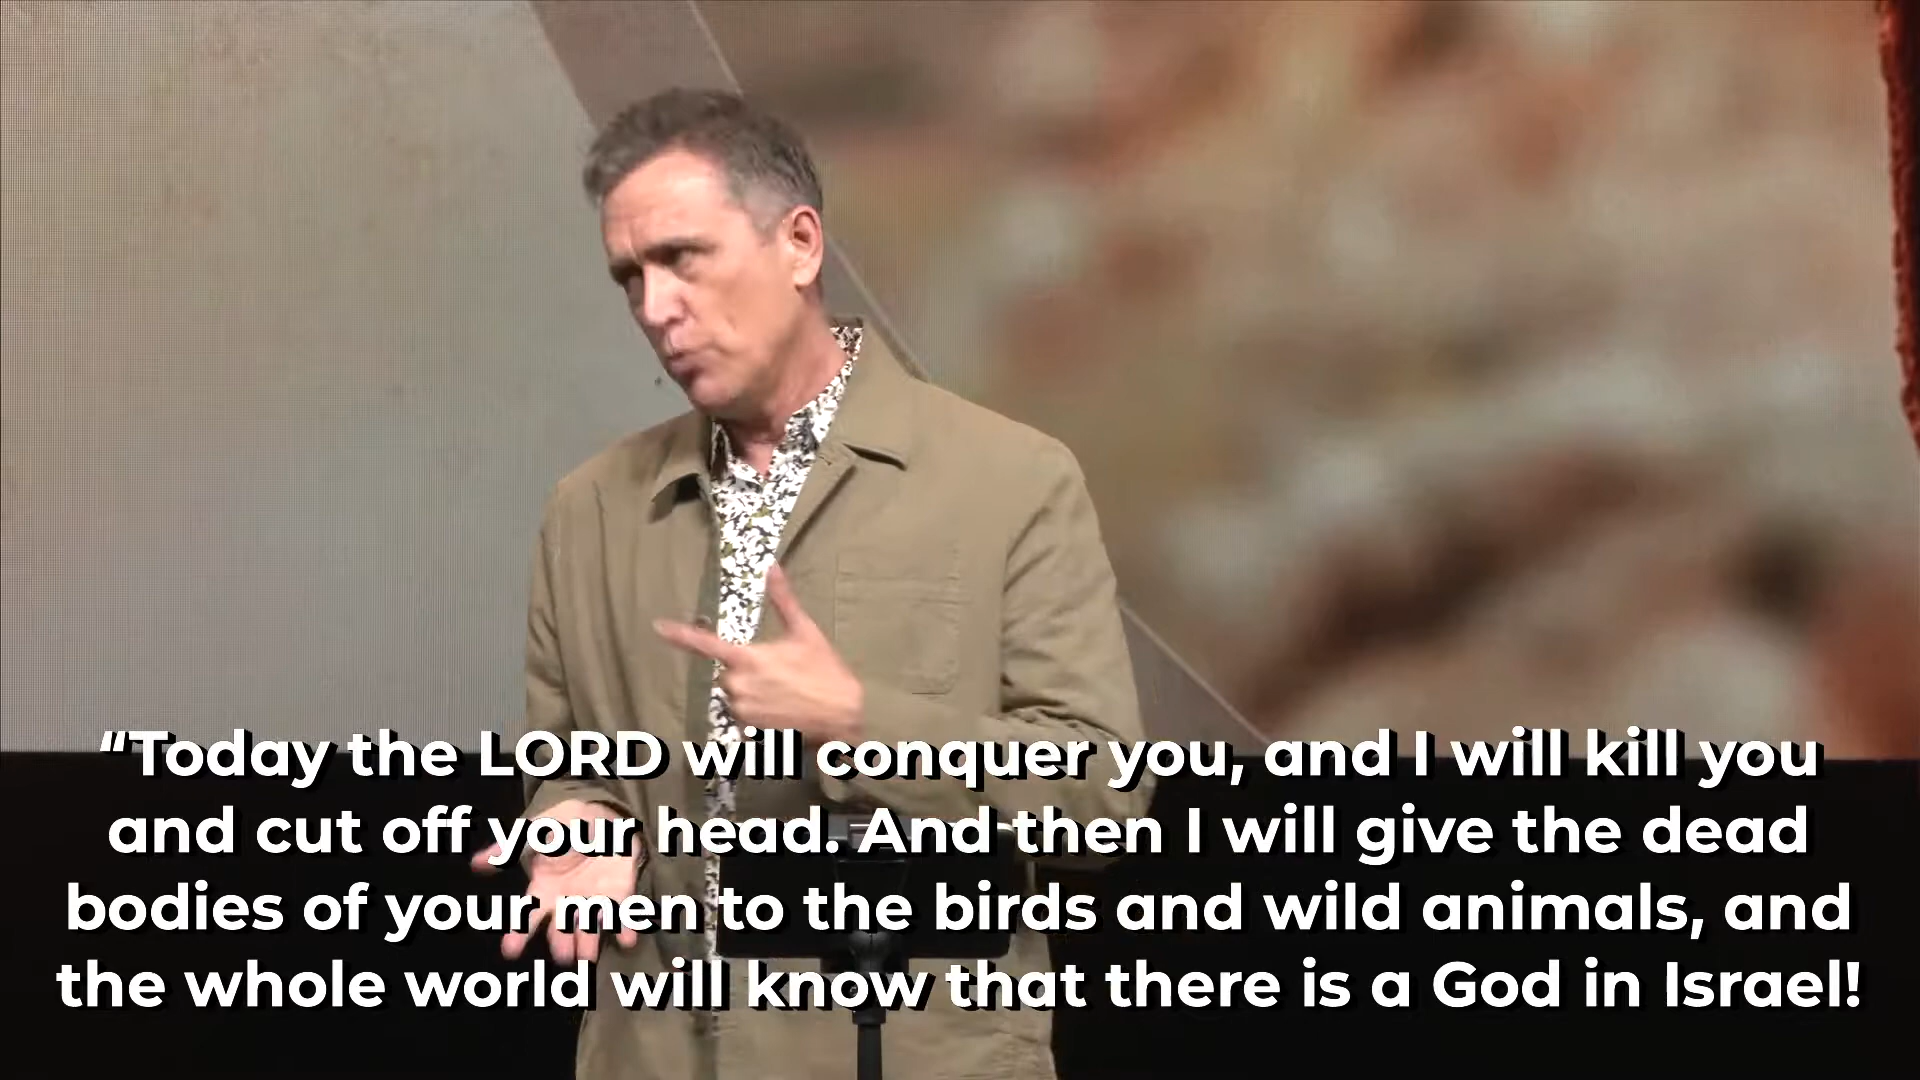 “Today the LORD will conquer you, and I will kill you
and cut off your head. And then I will give the dead
bodies of your men to the birds and wild animals, and
the whole world will know that there is a God in Israel!